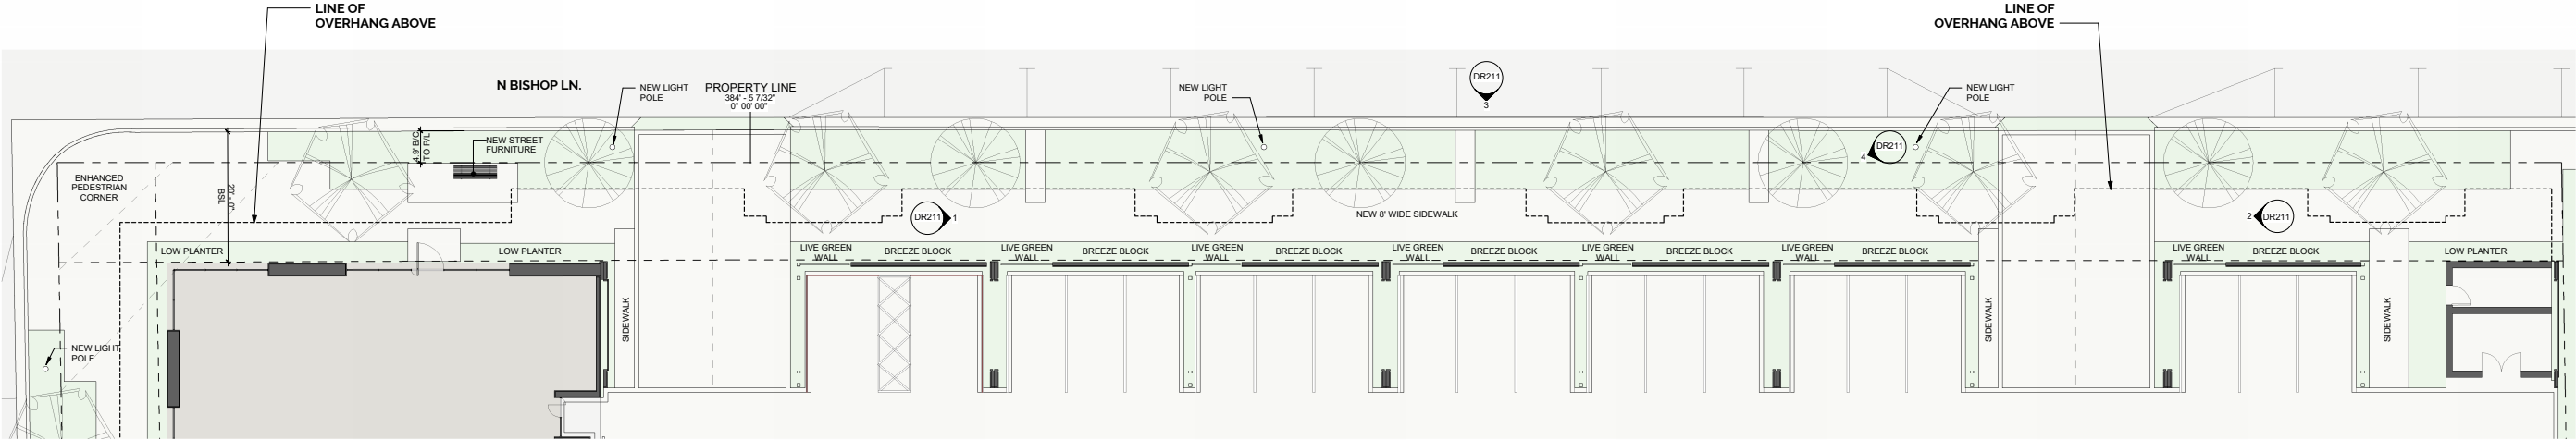 LINE OF
OVERHANG ABOVE
LINE OF
OVERHANG ABOVE
N BISHOP LN.
NEW LIGHT
POLE
PROPERTY LINE
384' - 5 7/32"
0° 00' 00"
NEW LIGHT
POLE
DR211
3
NEW LIGHT
POLE
4.9' B/C
TO P/L
NEW STREET
FURNITURE
DR211
4
ENHANCED
PEDESTRIAN
CORNER
20' - 0"
BSL
DR211
1
NEW 8' WIDE SIDEWALK
2
DR211
LOW PLANTER
LOW PLANTER
LIVE GREEN
WALL
BREEZE BLOCK
LIVE GREEN
WALL
BREEZE BLOCK
LIVE GREEN
WALL
BREEZE BLOCK
LIVE GREEN
WALL
BREEZE BLOCK
LIVE GREEN
WALL
BREEZE BLOCK
LIVE GREEN
WALL
BREEZE BLOCK
LIVE GREEN
WALL
BREEZE BLOCK
LOW PLANTER
SIDEWALK
SIDEWALK
SIDEWALK
NEW LIGHT
POLE